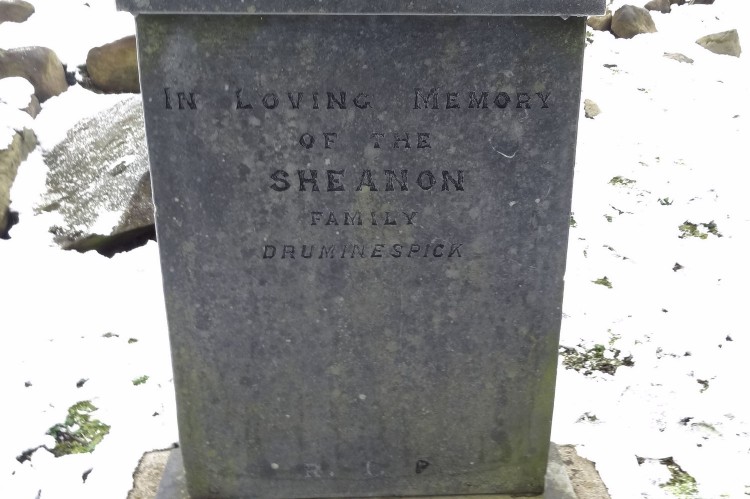 IN LOVING MEMORY
OF THE
SHEANON
FAMILY
DRUMINESPICK
R. I. P